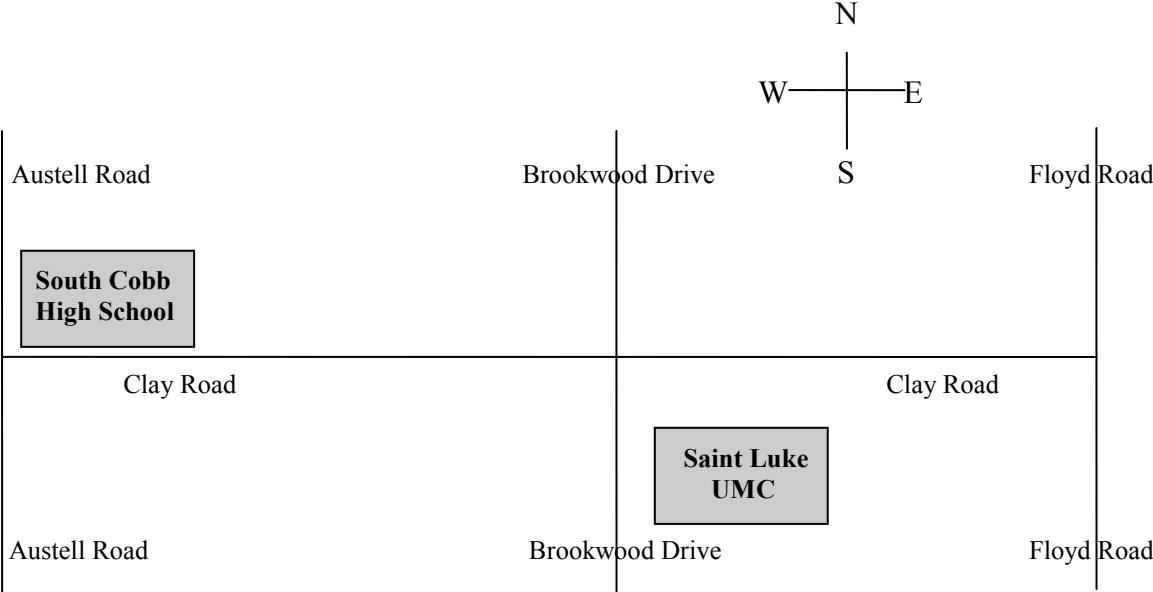 N
W E
Austell Road Brookwood Drive S Floyd Road
South Cobb
High School
Clay Road Clay Road
Saint Luke
UMC
Austell Road Brookwood Drive Floyd Road